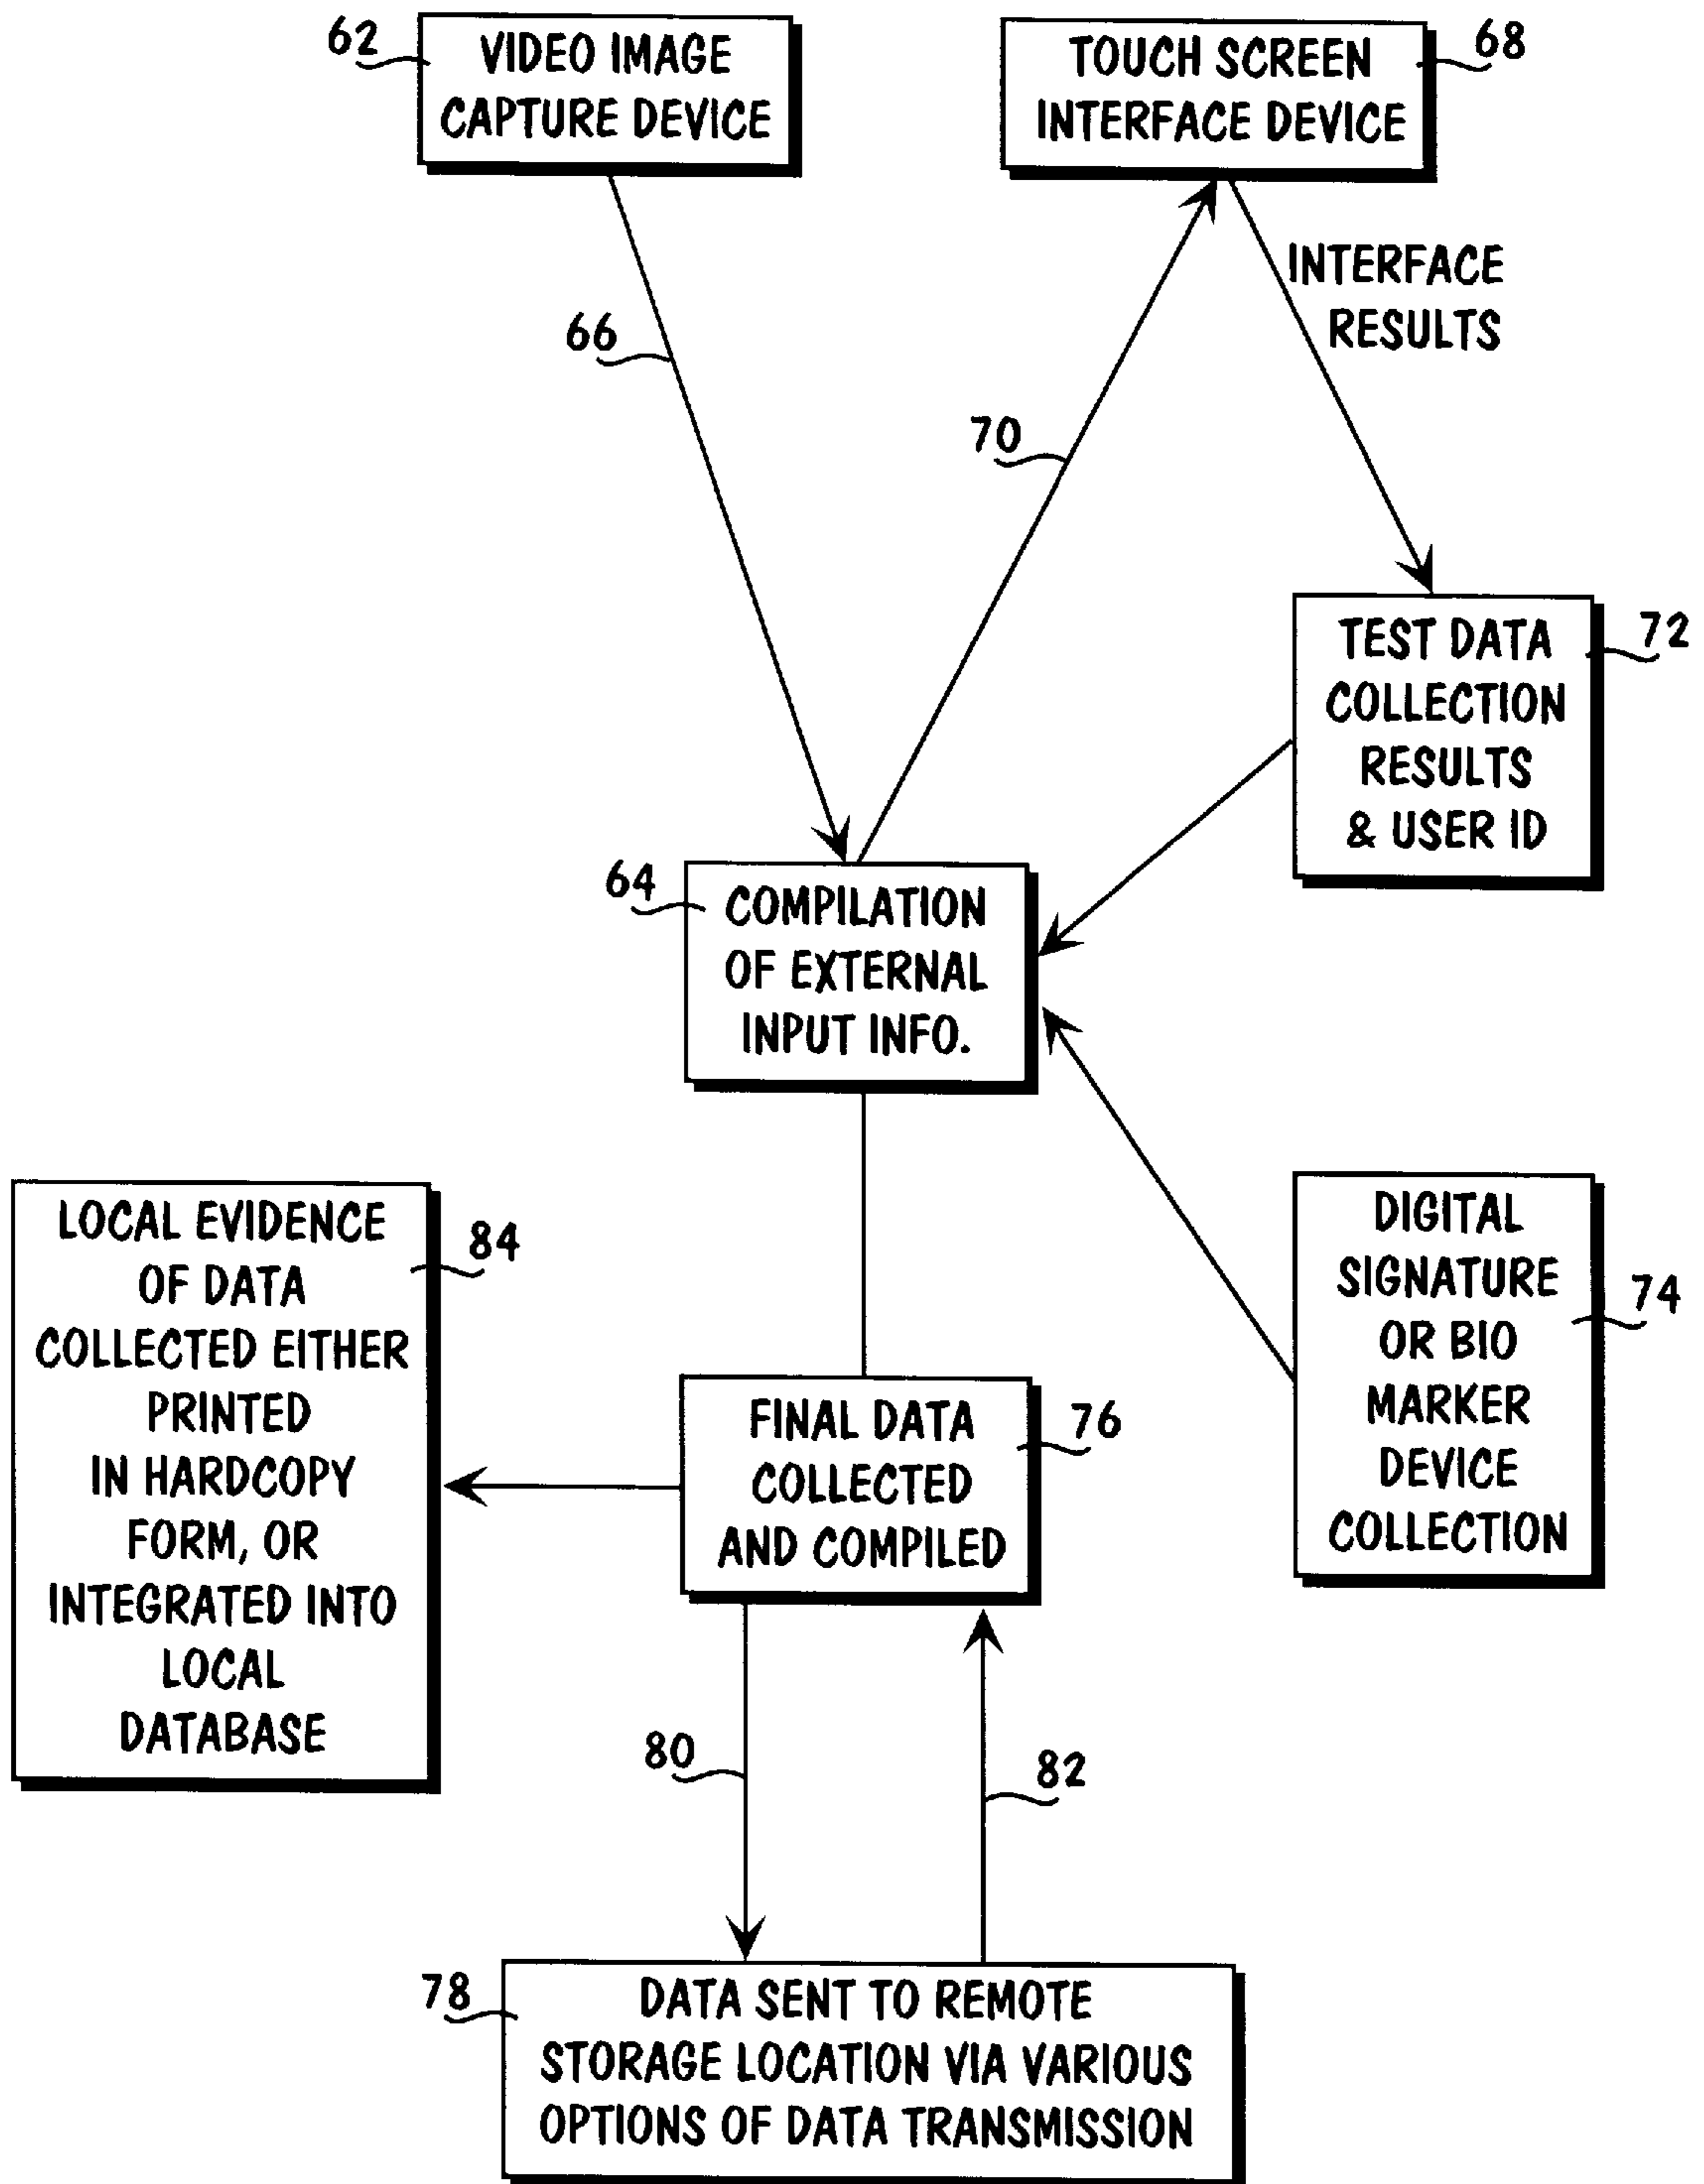 62
VIDEO IMAGE
CAPTURE DEVICE
TOUCH SCREEN
INTERFACE DEVICE
68
INTERFACE
RESULTS
66
70
TEST DATA
COLLECTION
RESULTS
& USER ID
72
64
COMPILATION
OF EXTERNAL
INPUT INFO.
LOCAL EVIDENCE
OF DATA
COLLECTED EITHER
PRINTED
IN HARDCOPY
FORM, OR
INTEGRATED INTO
LOCAL
DATABASE
84
DIGITAL
SIGNATURE
OR BIO
MARKER
DEVICE
COLLECTION
74
FINAL DATA
COLLECTED
AND COMPILED
76
80
82
78
DATA SENT TO REMOTE
STORAGE LOCATION VIA VARIOUS
OPTIONS OF DATA TRANSMISSION